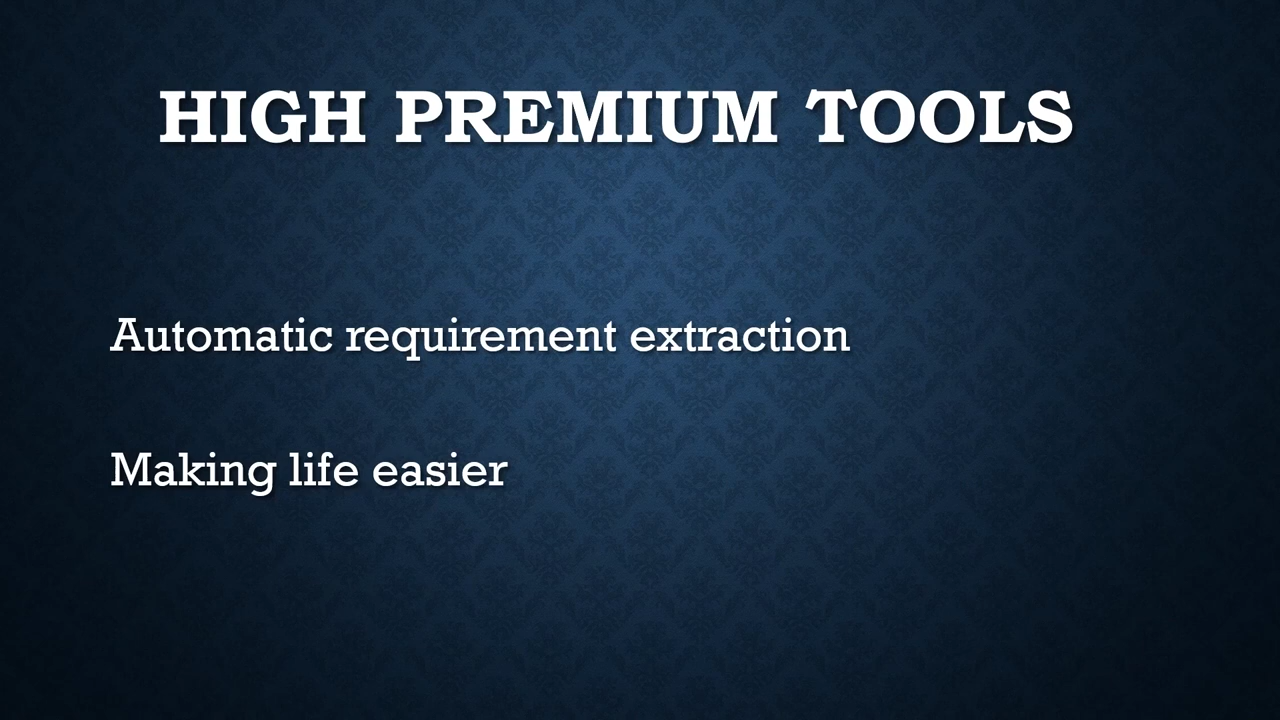 HIGH PREMIUM TOOLS
Automatic requirement extraction
Making life easier